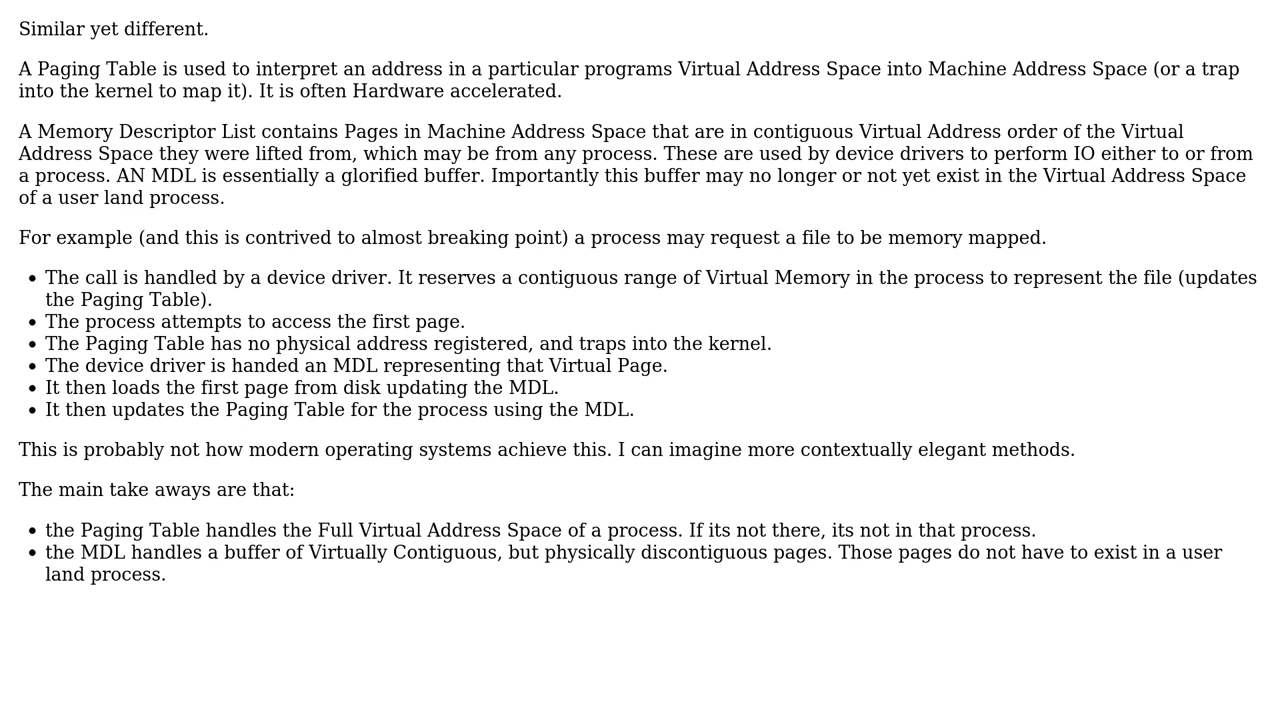 Similar yet different.
A Paging Table is used to interpret an address in a particular programs Virtual Address Space into Machine Address Space (or a trap
into the kernel to map it). It is often Hardware accelerated.
A Memory Descriptor List contains Pages in Machine Address Space that are in contiguous Virtual Address order of the Virtual
Address Space they were lifted from, which may be from any process. These are used by device drivers to perform IO either to or from
a process. AN MDL is essentially a glorified buffer. Importantly this buffer may no longer or not yet exist in the Virtual Address Space
of a user land process.
For example (and this is contrived to almost breaking point) a process may request a file to be memory mapped.
• The call is handled by a device driver. It reserves a contiguous range of Virtual Memory in the process to represent the file (updates
the Paging Table).
• The process attempts to access the first page.
• The Paging Table has no physical address registered, and traps into the kernel.
• The device driver is handed an MDL representing that Virtual Page.
• It then loads the first page from disk updating the MDL.
• It then updates the Paging Table for the process using the MDL.
This is probably not how modern operating systems achieve this. I can imagine more contextually elegant methods.
The main take aways are that:
• the Paging Table handles the Full Virtual Address Space of a process. If its not there, its not in that process.
• the MDL handles a buffer of Virtually Contiguous, but physically discontiguous pages. Those pages do not have to exist in a user
land process.